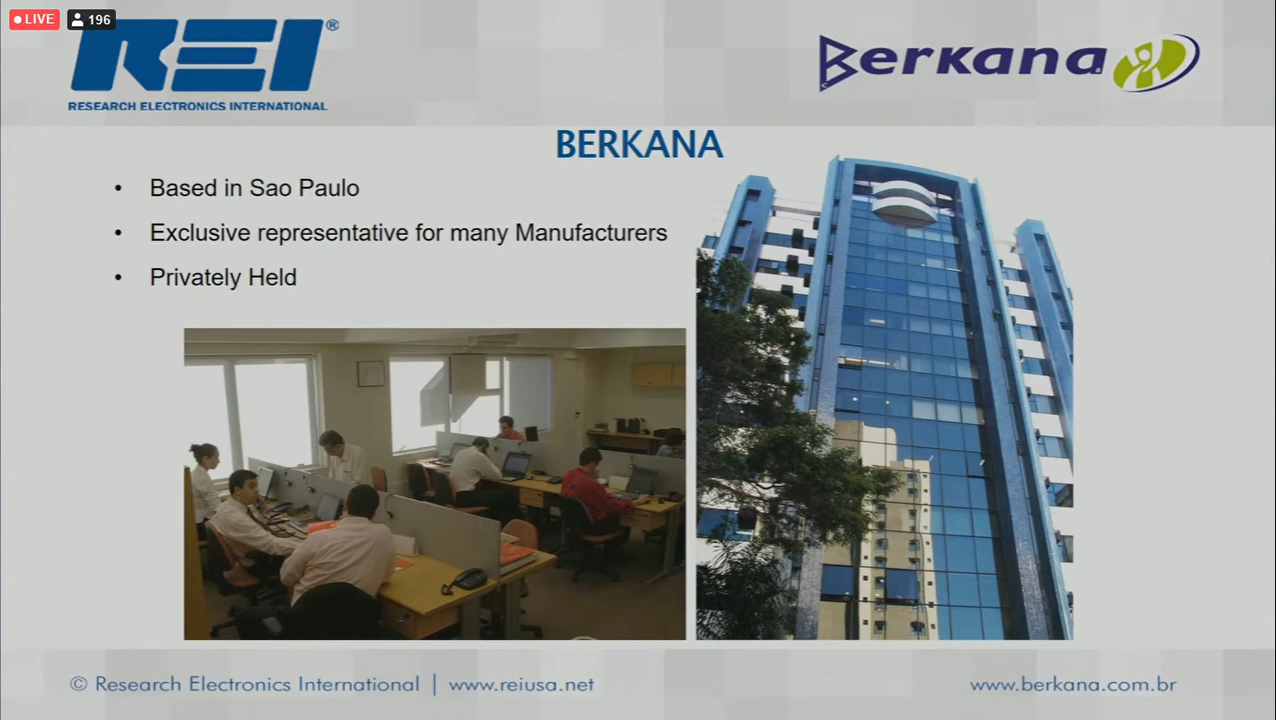 LIVE 196
REI®
RESEARCH ELECTRONICS INTERNATIONAL
Berkana®
BERKANA
• Based in Sao Paulo
• Exclusive representative for many Manufacturers
• Privately Held
© Research Electronics International | www.reiusa.net
www.berkana.com.br